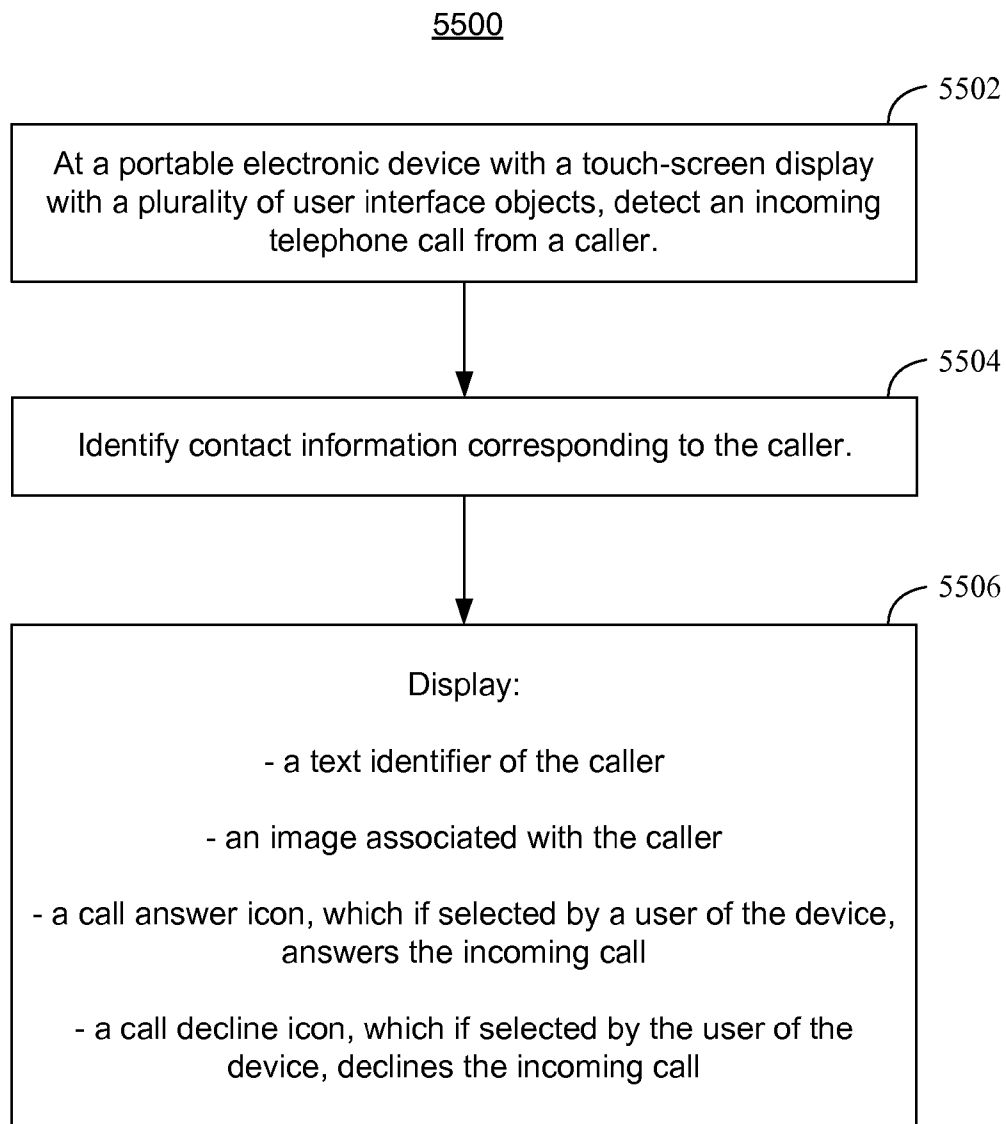 5500
5502
At a portable electronic device with a touch-screen display
with a plurality of user interface objects, detect an incoming
telephone call from a caller.
5504
Identify contact information corresponding to the caller.
5506
Display:
- a text identifier of the caller
- an image associated with the caller
- a call answer icon, which if selected by a user of the device,
answers the incoming call
- a call decline icon, which if selected by the user of the
device, declines the incoming call